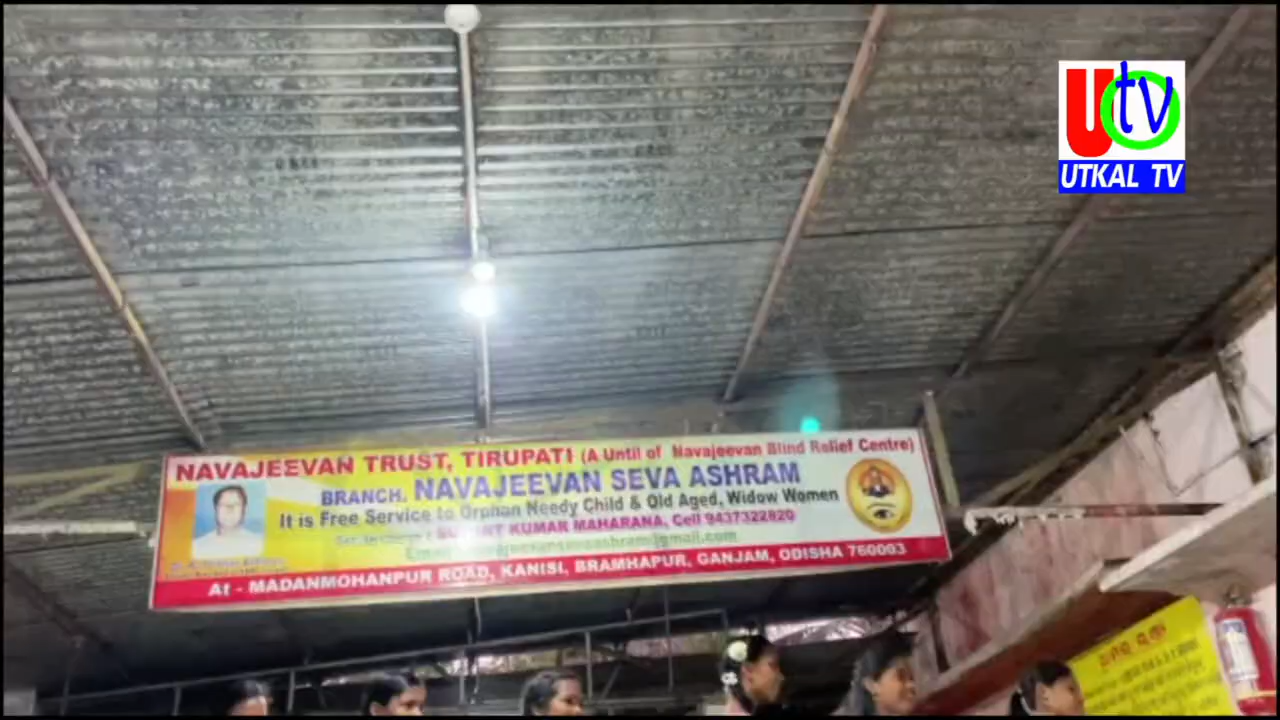 Utv
UTKAL TV
NAVAJEEVAN TRUST, TIRUPATI (A Until of Navajeevan Blind Relief Centre)
BRANCH. NAVAJEEVAN SEVA ASHRAM
It is Free Service to Orphan Needy Child & Old Aged, Widow Women
KUMAR MAHARANA, Cell 9437322820
At - MADANMOHANPUR ROAD, KANISI, BRAMHAPUR, GANJAM, ODISHA 760003